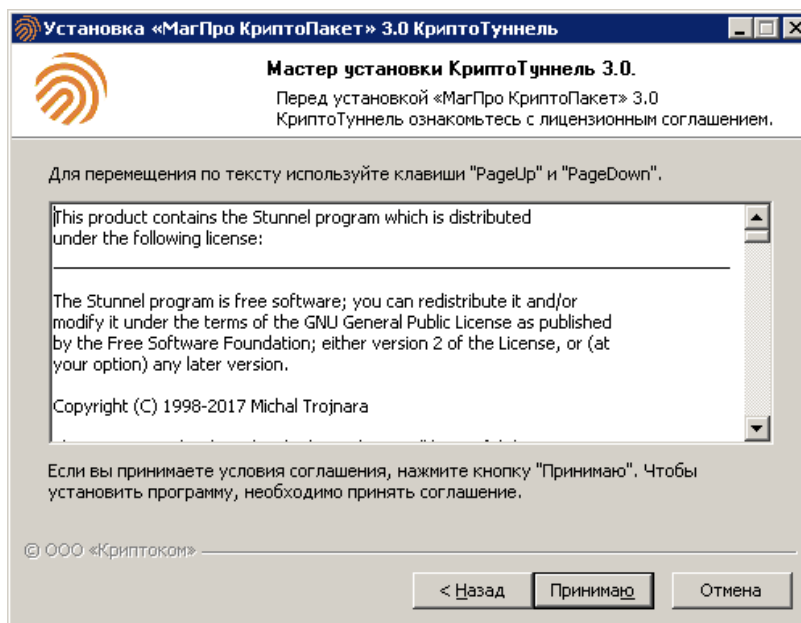 Установка «МагПро КриптоПакет» 3.0 КриптоТуннель
Мастер установки КриптоТуннель 3.0.
Перед установкой «МагПро КриптоПакет» 3.0
КриптоТуннель ознакомьтесь с лицензионным соглашением.
Для перемещения по тексту используйте клавиши "PageUp" и "PageDown".
This product contains the Stunnel program which is distributed
under the following license:
The Stunnel program is free software; you can redistribute it and/or
modify it under the terms of the GNU General Public License as published
by the Free Software Foundation; either version 2 of the License, or (at
your option) any later version.
Copyright (C) 1998-2017 Michal Trojnara
Если вы принимаете условия соглашения, нажмите кнопку "Принимаю". Чтобы
установить программу, необходимо принять соглашение.
© ООО «Криптоком»
< Назад Принимаю Отмена